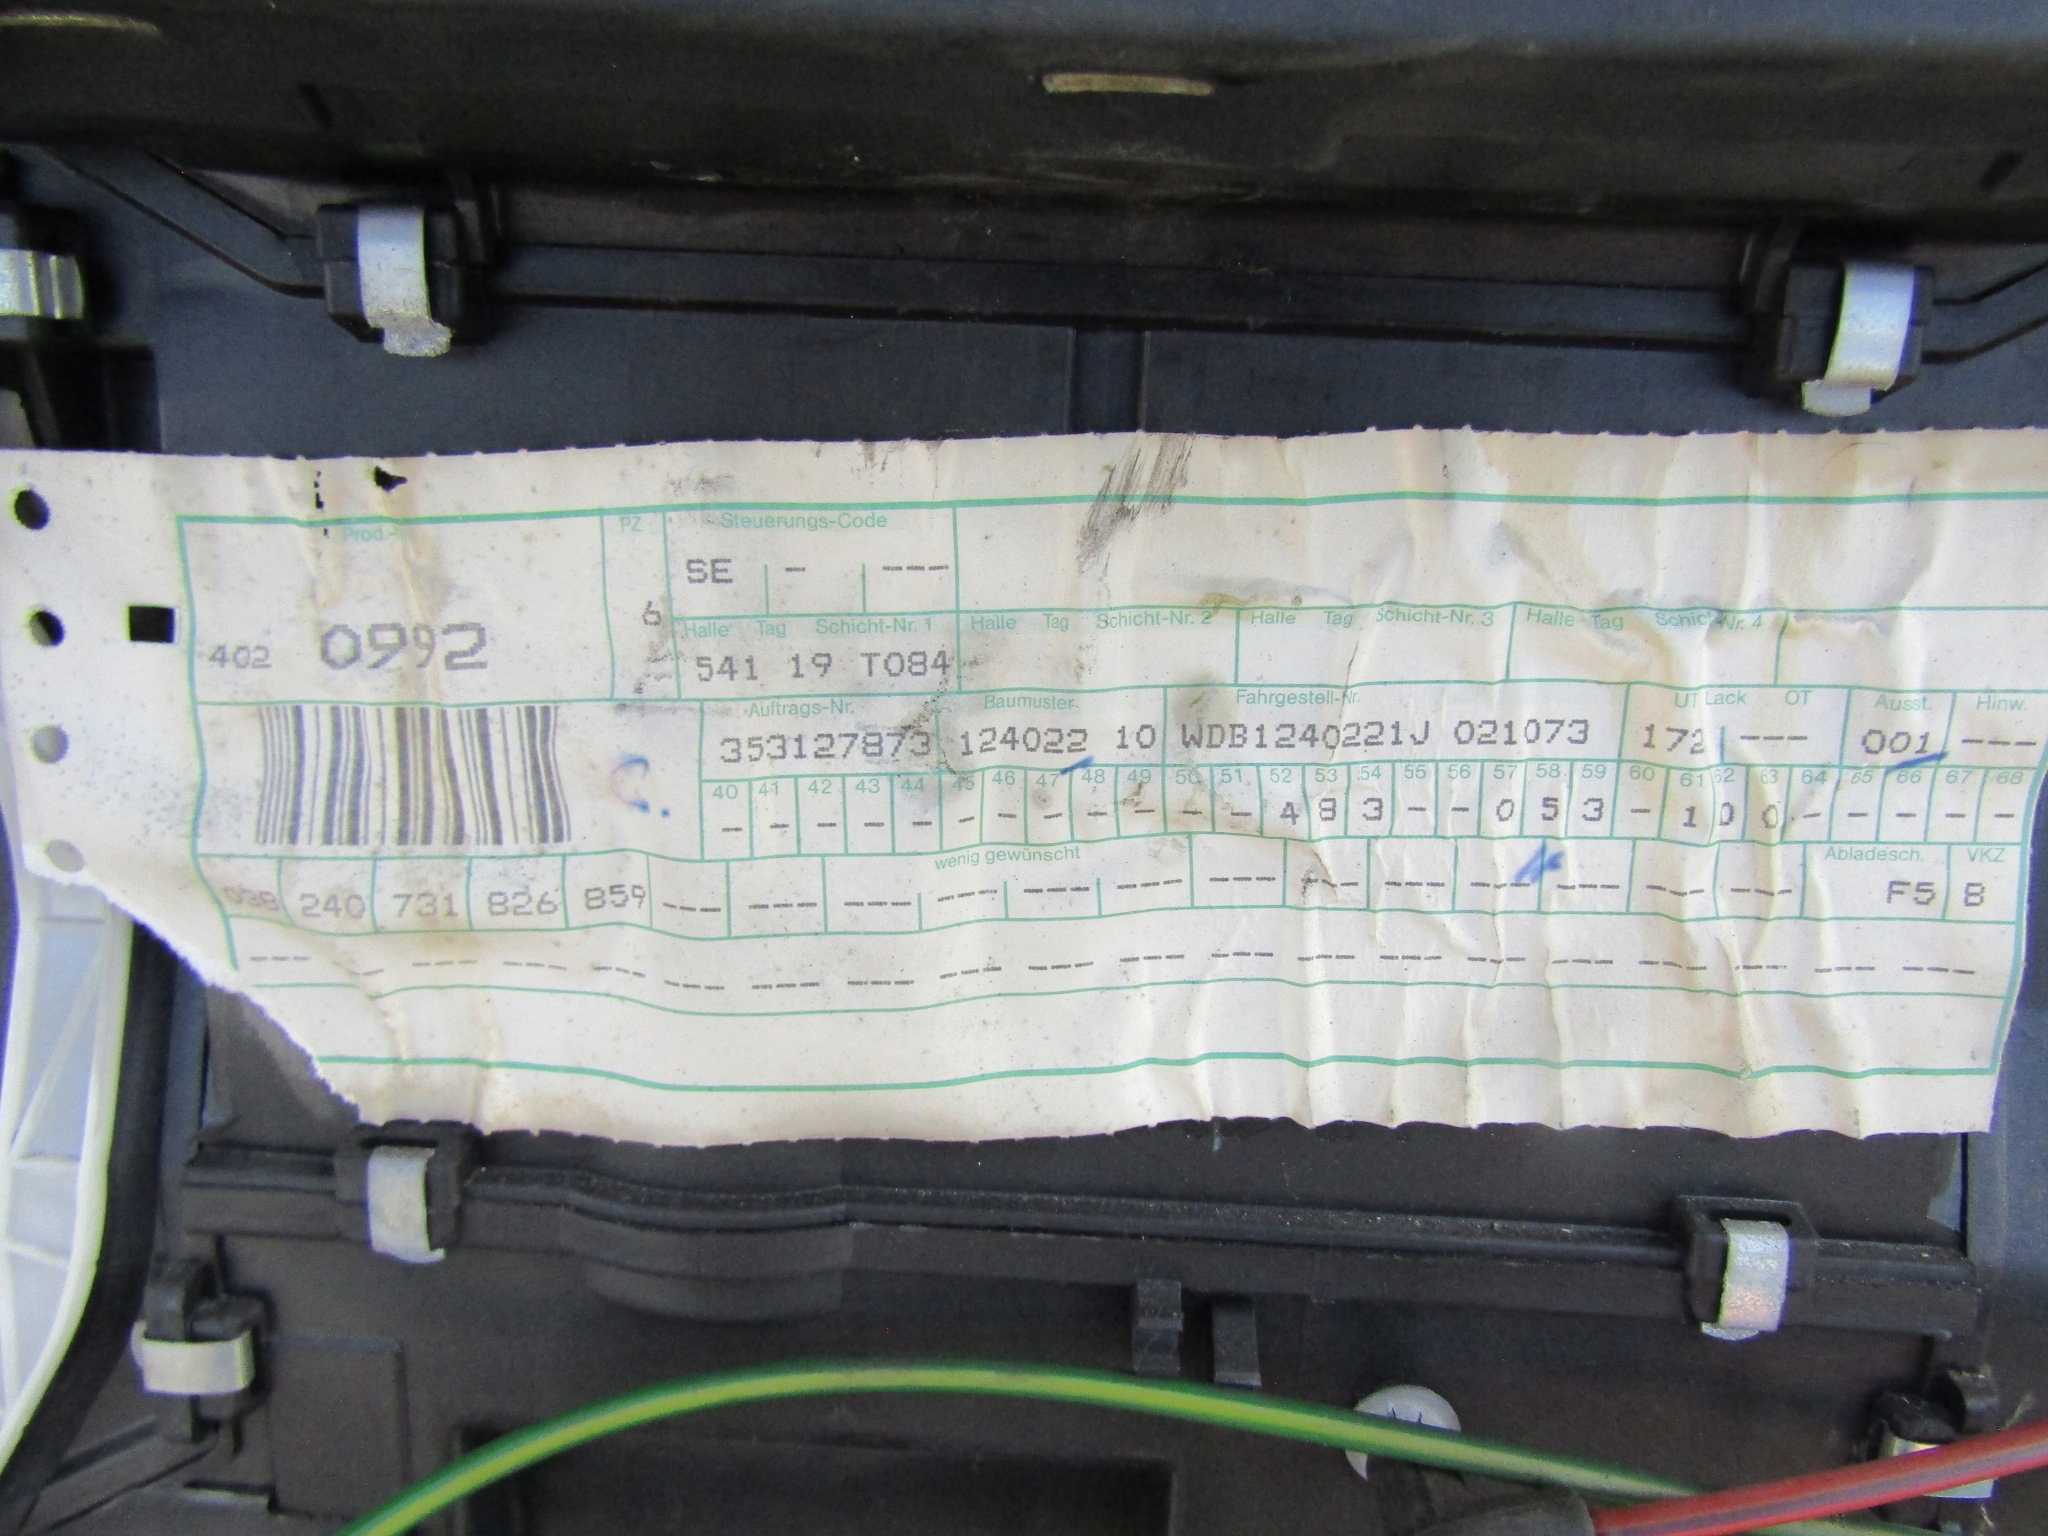 Prod.-Nr. PZ Steuerungs-Code
SE - ---
6
Halle Tag Schicht-Nr. 1 Halle Tag Schicht-Nr. 2 Halle Tag Schicht-Nr. 3 Halle Tag Schicht-Nr. 4
402 0992 -- 541 19 T084
Auftrags-Nr. Baumuster Fahrgestell-Nr. UT Lack OT Ausst. Hinw.
353127873 124022 10 WDB1240221J 021073 172 --- 001 ---
40 41 42 43 44 45 46 47 48 49 50 51 52 53 54 55 56 57 58 59 60 61 62 63 64 65 66 67 68
- - - - - - - - - - - - 4 8 3 - - 0 5 3 - 1 0 0 - - - - -
C.
wenig gewünscht Abladesch. VKZ
038 240 731 826 859 --- --- --- --- --- --- --- --- --- --- --- --- --- F5 B
--- --- --- --- --- --- --- --- --- --- --- --- --- --- --- --- --- --- ---